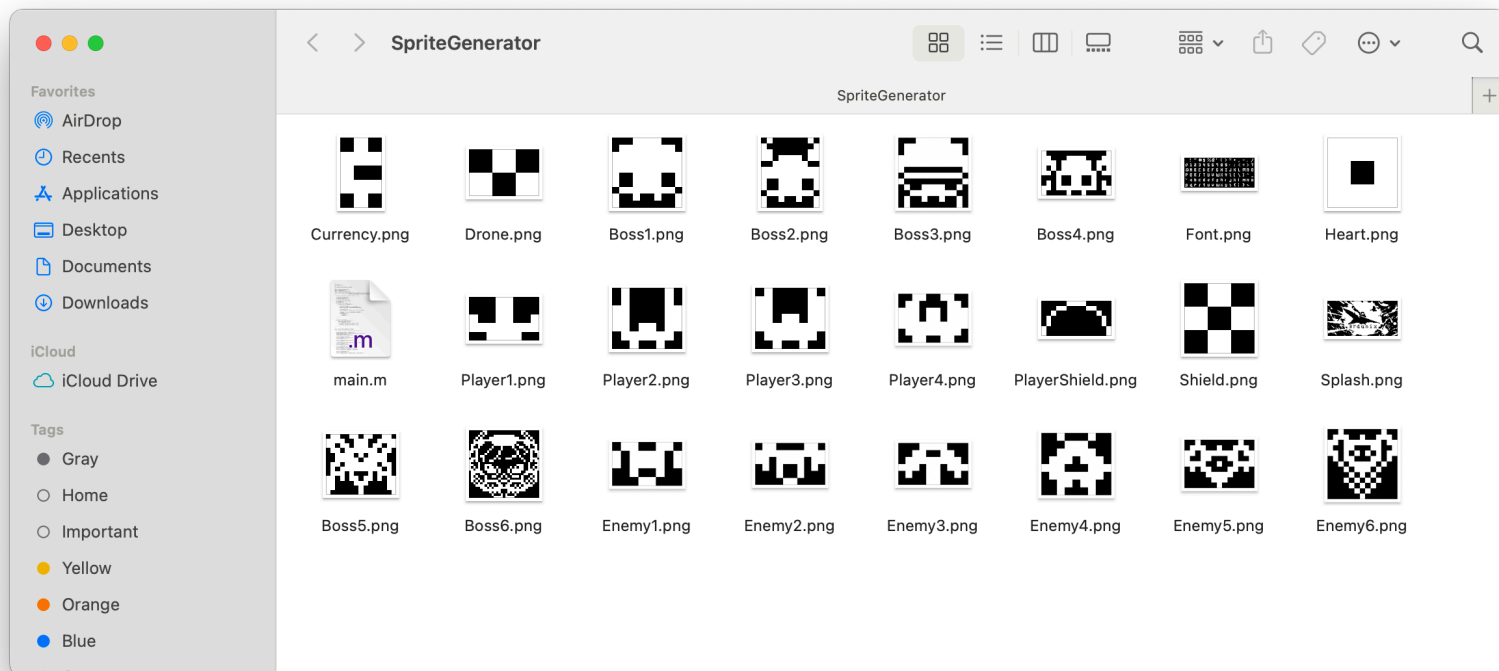 SpriteGenerator
SpriteGenerator
Favorites
AirDrop
Recents
Applications
Desktop
Documents
Downloads
iCloud
iCloud Drive
Tags
Gray
Home
Important
Yellow
Orange
Blue
Currency.png
Drone.png
Boss1.png
Boss2.png
Boss3.png
Boss4.png
Font.png
Heart.png
.m
main.m
Player1.png
Player2.png
Player3.png
Player4.png
PlayerShield.png
Shield.png
Splash.png
Boss5.png
Boss6.png
Enemy1.png
Enemy2.png
Enemy3.png
Enemy4.png
Enemy5.png
Enemy6.png